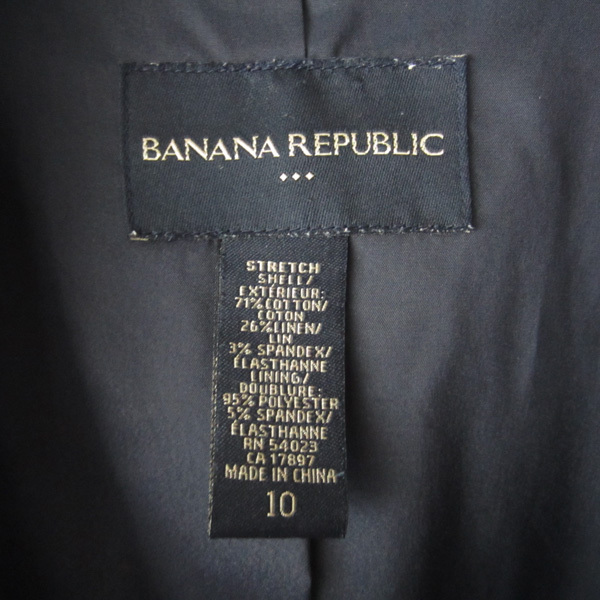 BANANA REPUBLIC
STRETCH
SHELL/
EXTÉRIEUR:
71%COTTON/
COTON
26%LINEN/
LIN
3% SPANDEX/
ÉLASTHANNE
LINING/
DOUBLURE:
95% POLYESTER
5% SPANDEX/
ÉLASTHANNE
RN 54023
CA 17897
MADE IN CHINA
10